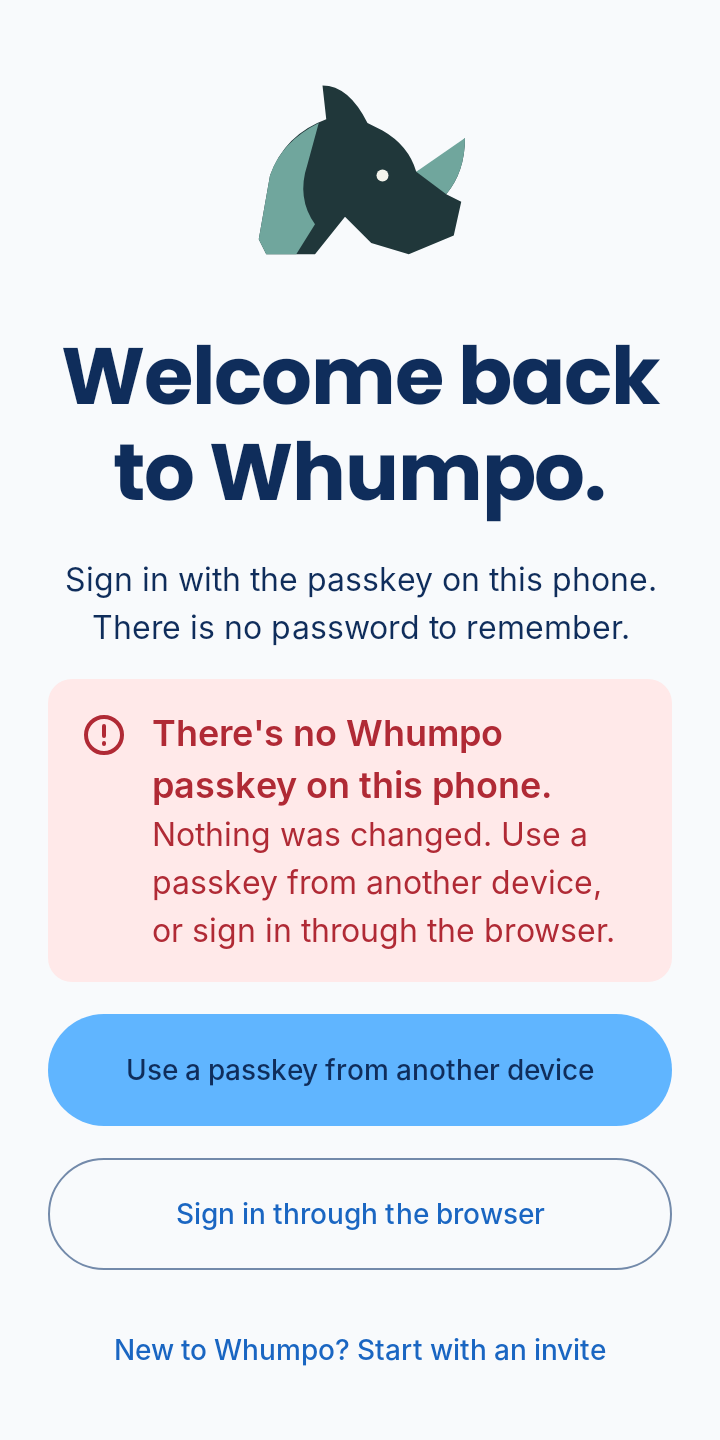 Welcome back
to Whumpo.
Sign in with the passkey on this phone.
There is no password to remember.
There's no Whumpo
passkey on this phone.
Nothing was changed. Use a
passkey from another device,
or sign in through the browser.
Use a passkey from another device
Sign in through the browser
New to Whumpo? Start with an invite